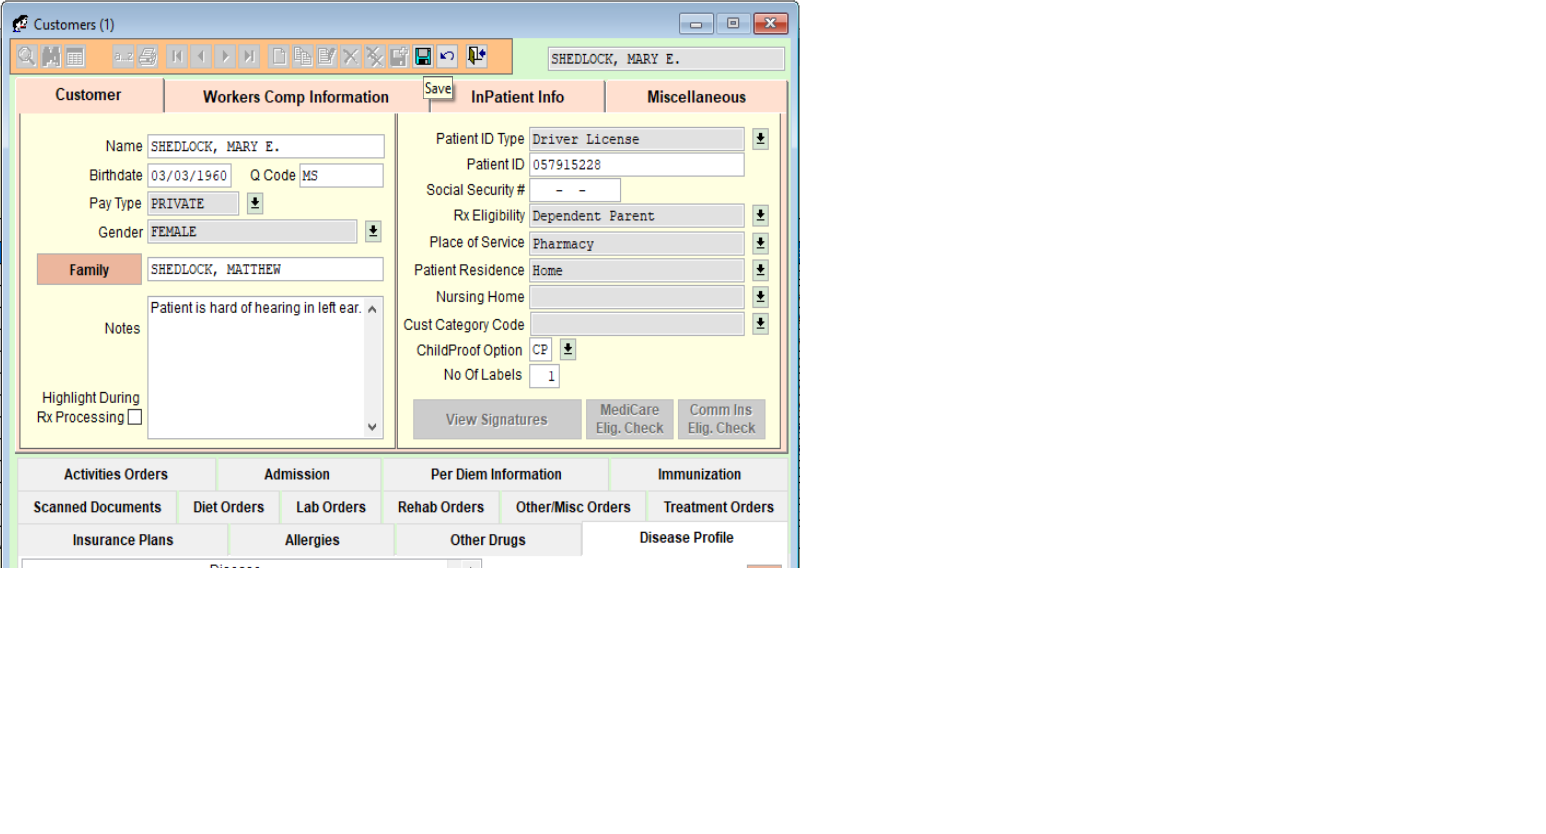 Customers (1)
a..z
SHEDLOCK, MARY E.
Save
Customer
Workers Comp Information
InPatient Info
Miscellaneous
Name SHEDLOCK, MARY E.
Birthdate 03/03/1960 Q Code MS
Pay Type PRIVATE
Gender FEMALE
Family SHEDLOCK, MATTHEW
Notes Patient is hard of hearing in left ear.
Highlight During
Rx Processing
Patient ID Type Driver License
Patient ID 057915228
Social Security # - -
Rx Eligibility Dependent Parent
Place of Service Pharmacy
Patient Residence Home
Nursing Home
Cust Category Code
ChildProof Option CP
No Of Labels 1
View Signatures
MediCare
Elig. Check
Comm Ins
Elig. Check
Activities Orders
Admission
Per Diem Information
Immunization
Scanned Documents
Diet Orders
Lab Orders
Rehab Orders
Other/Misc Orders
Treatment Orders
Insurance Plans
Allergies
Other Drugs
Disease Profile
Disease